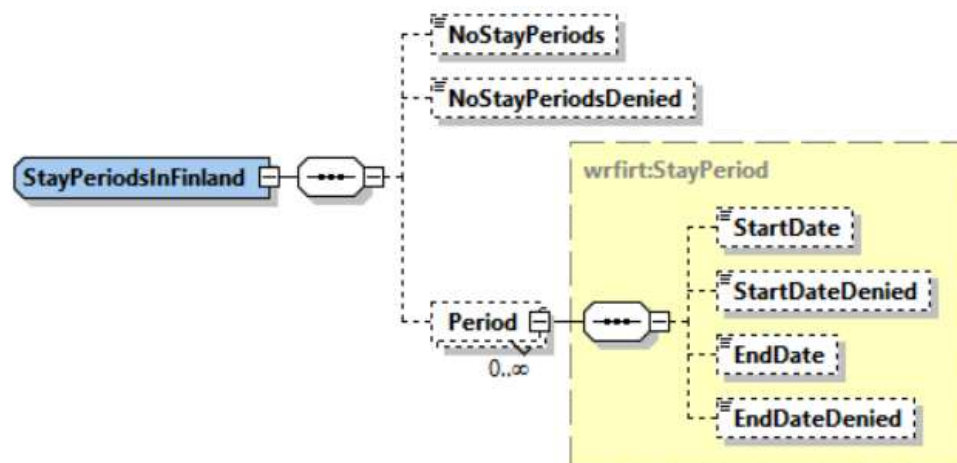 NoStayPeriods
NoStayPeriodsDenied
StayPeriodsInFinland
wrfirt:StayPeriod
StartDate
StartDateDenied
Period
EndDate
0..∞
EndDateDenied